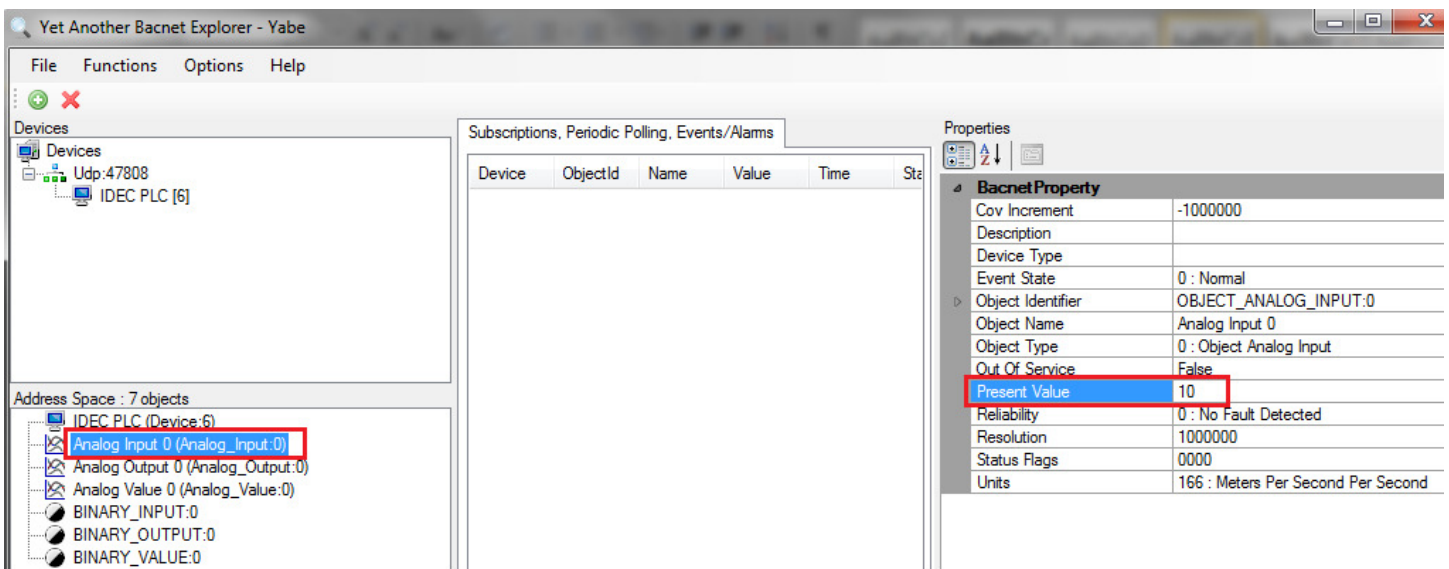 Yet Another Bacnet Explorer - Yabe
File Functions Options Help
Devices
Devices
Udp:47808
IDEC PLC [6]
Address Space : 7 objects
IDEC PLC (Device:6)
Analog Input 0 (Analog_Input:0)
Analog Output 0 (Analog_Output:0)
Analog Value 0 (Analog_Value:0)
BINARY_INPUT:0
BINARY_OUTPUT:0
BINARY_VALUE:0
Subscriptions, Periodic Polling, Events/Alarms
Device ObjectId Name Value Time Sta
Properties
BacnetProperty
Cov Increment -1000000
Description
Device Type
Event State 0 : Normal
Object Identifier OBJECT_ANALOG_INPUT:0
Object Name Analog Input 0
Object Type 0 : Object Analog Input
Out Of Service False
Present Value 10
Reliability 0 : No Fault Detected
Resolution 1000000
Status Flags 0000
Units 166 : Meters Per Second Per Second